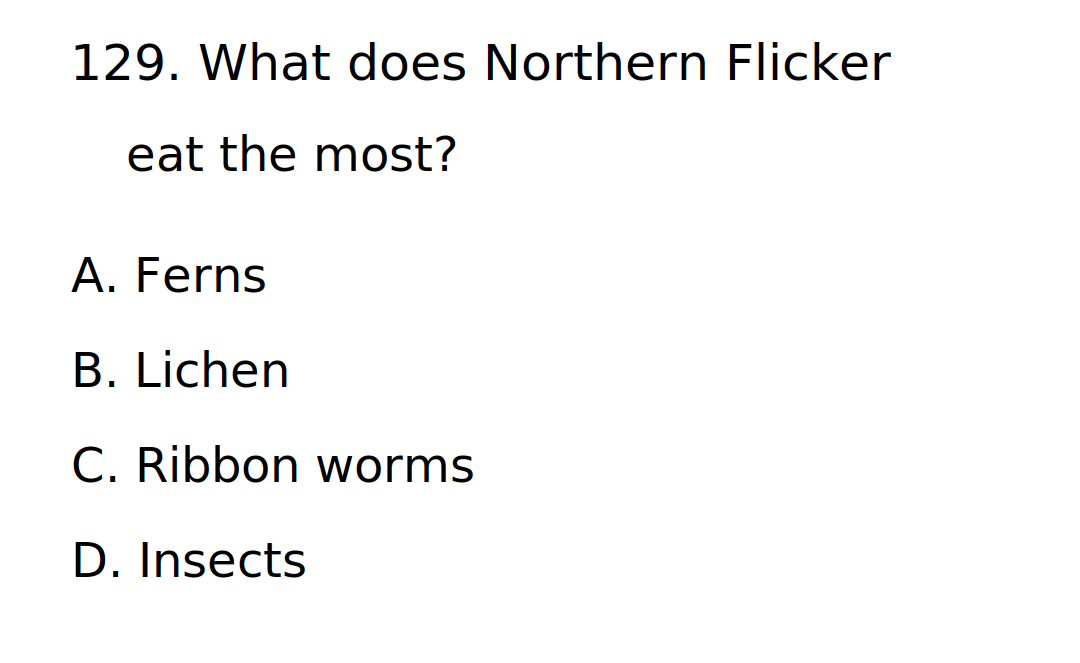 129. What does Northern Flicker
eat the most?
A. Ferns
B. Lichen
C. Ribbon worms
D. Insects